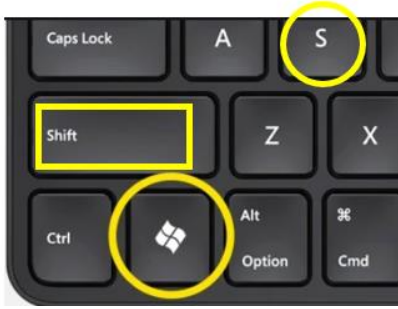 Caps Lock A S
Shift Z X
Ctrl Alt ⌘
Option Cmd